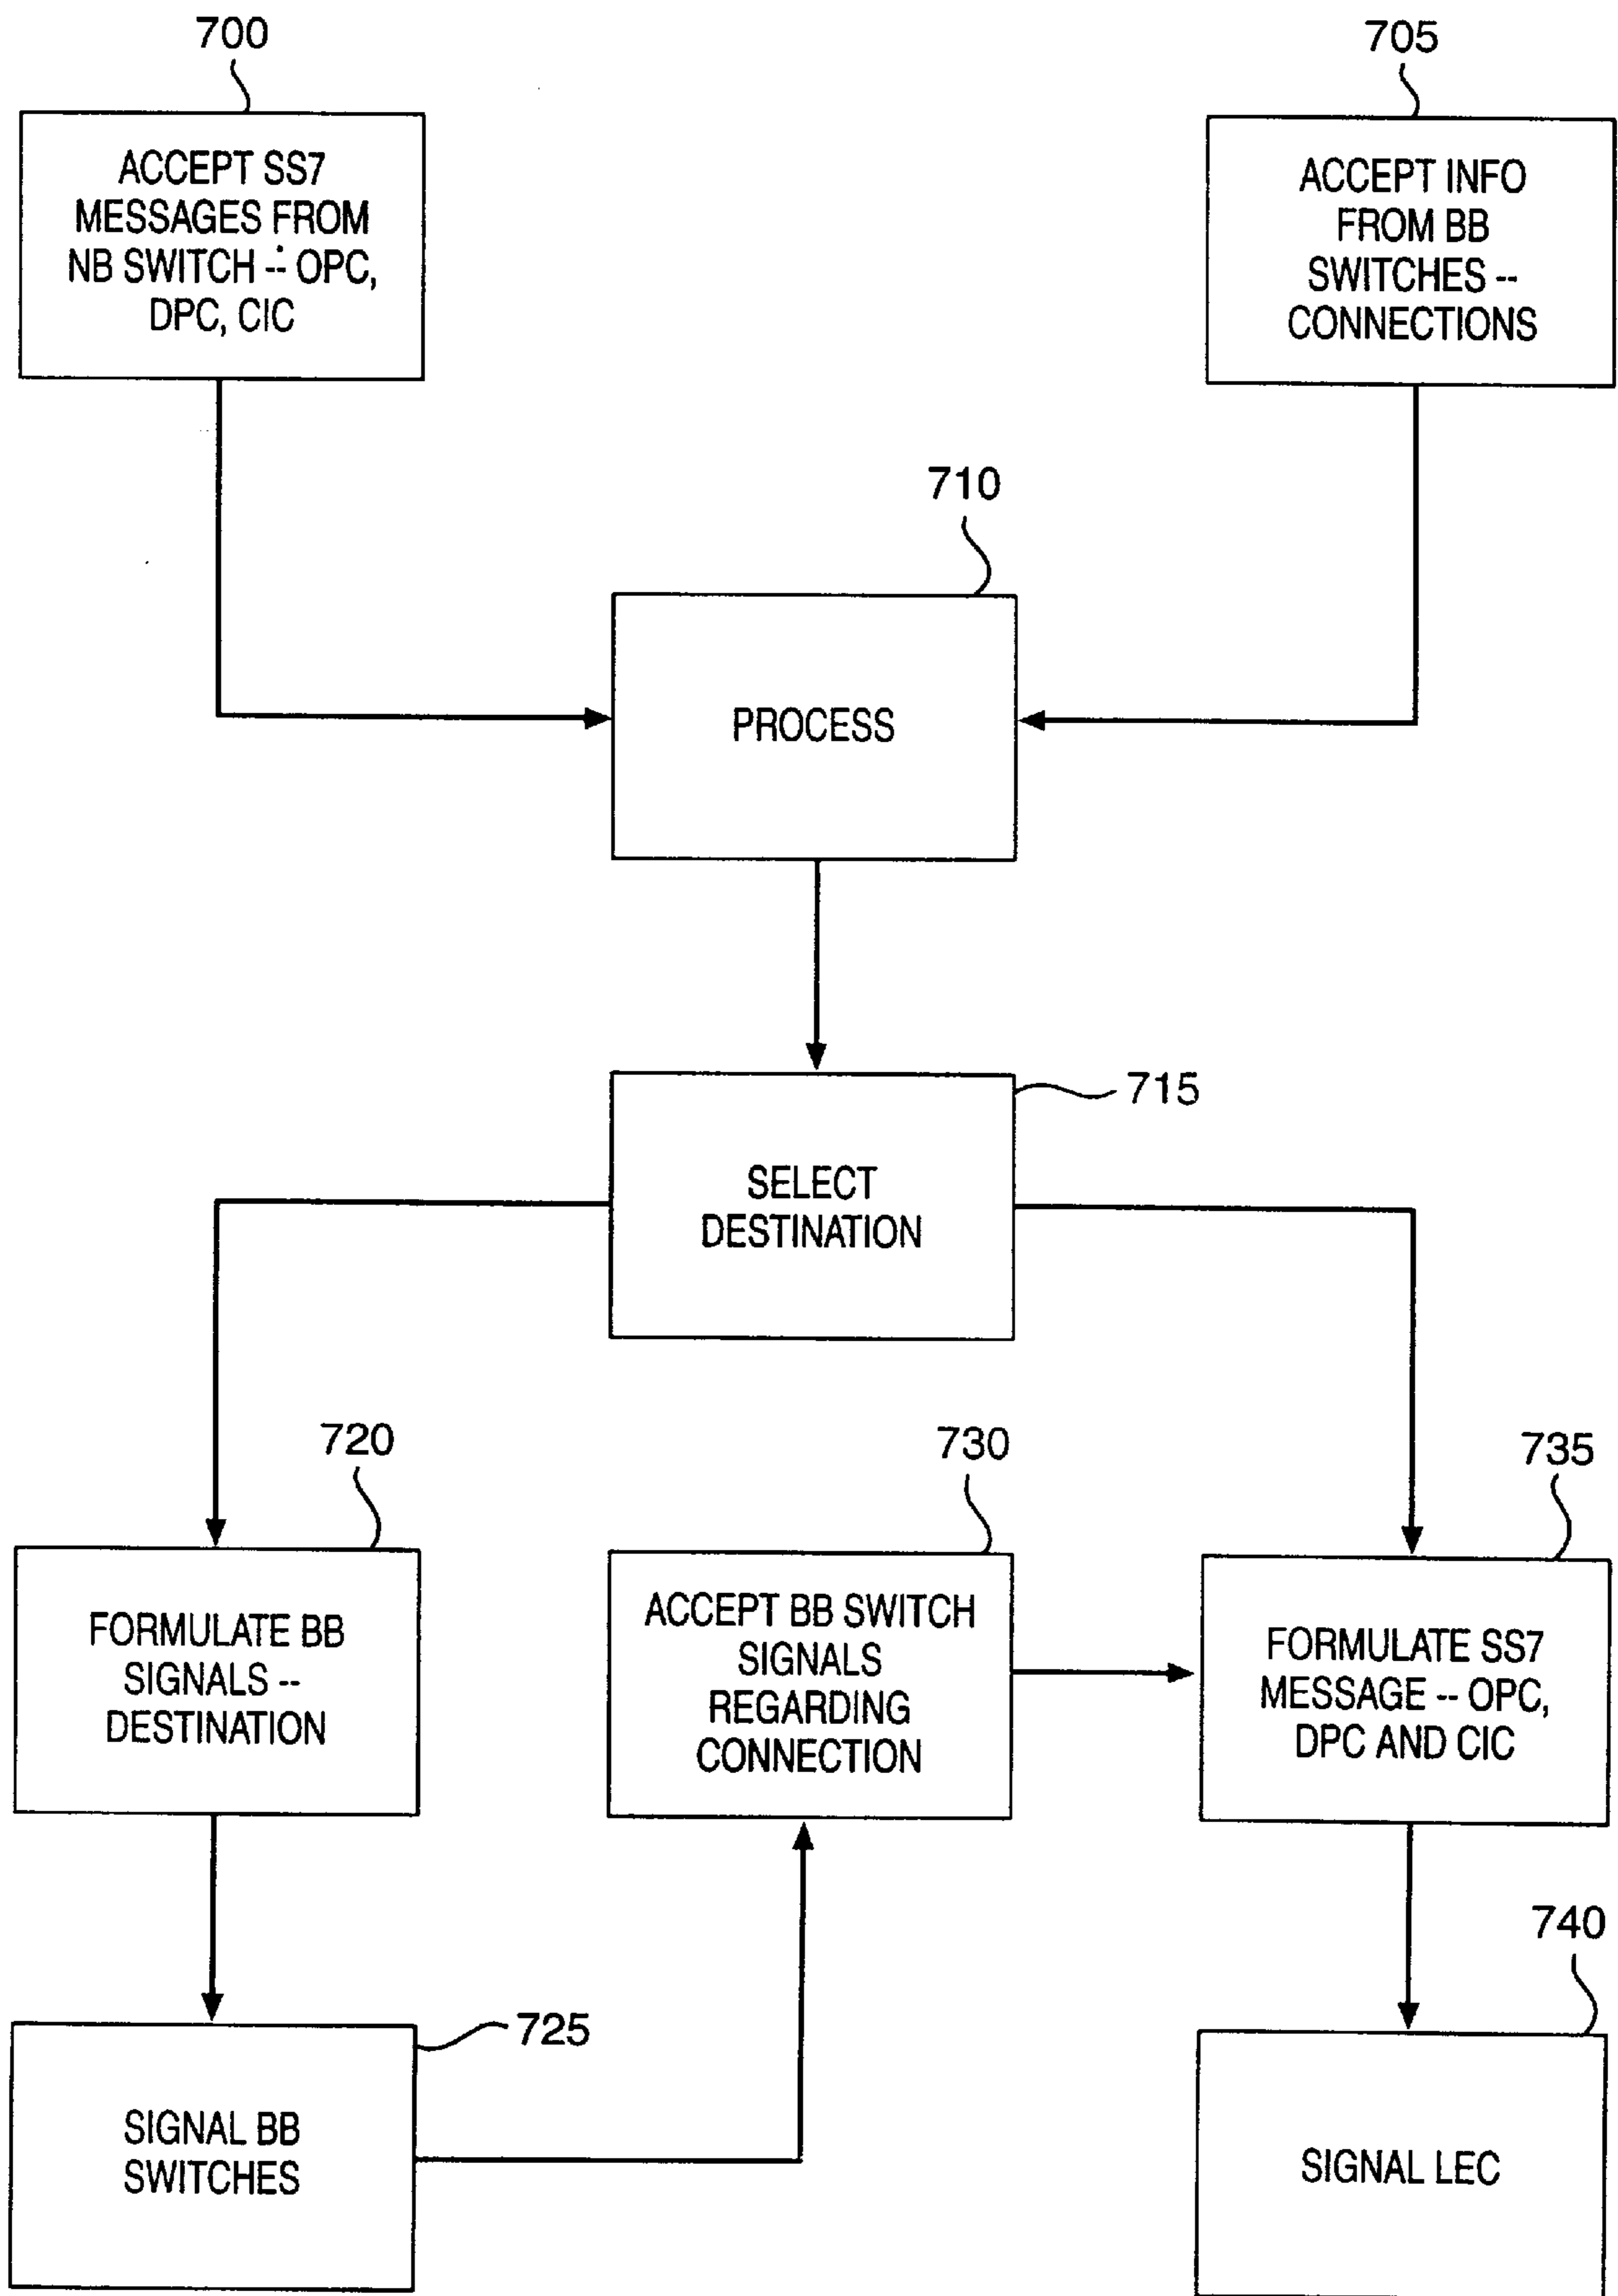 700
ACCEPT SS7
MESSAGES FROM
NB SWITCH -- OPC,
DPC, CIC
705
ACCEPT INFO
FROM BB
SWITCHES --
CONNECTIONS
710
PROCESS
715
SELECT
DESTINATION
720
FORMULATE BB
SIGNALS --
DESTINATION
730
ACCEPT BB SWITCH
SIGNALS
REGARDING
CONNECTION
735
FORMULATE SS7
MESSAGE -- OPC,
DPC AND CIC
725
SIGNAL BB
SWITCHES
740
SIGNAL LEC